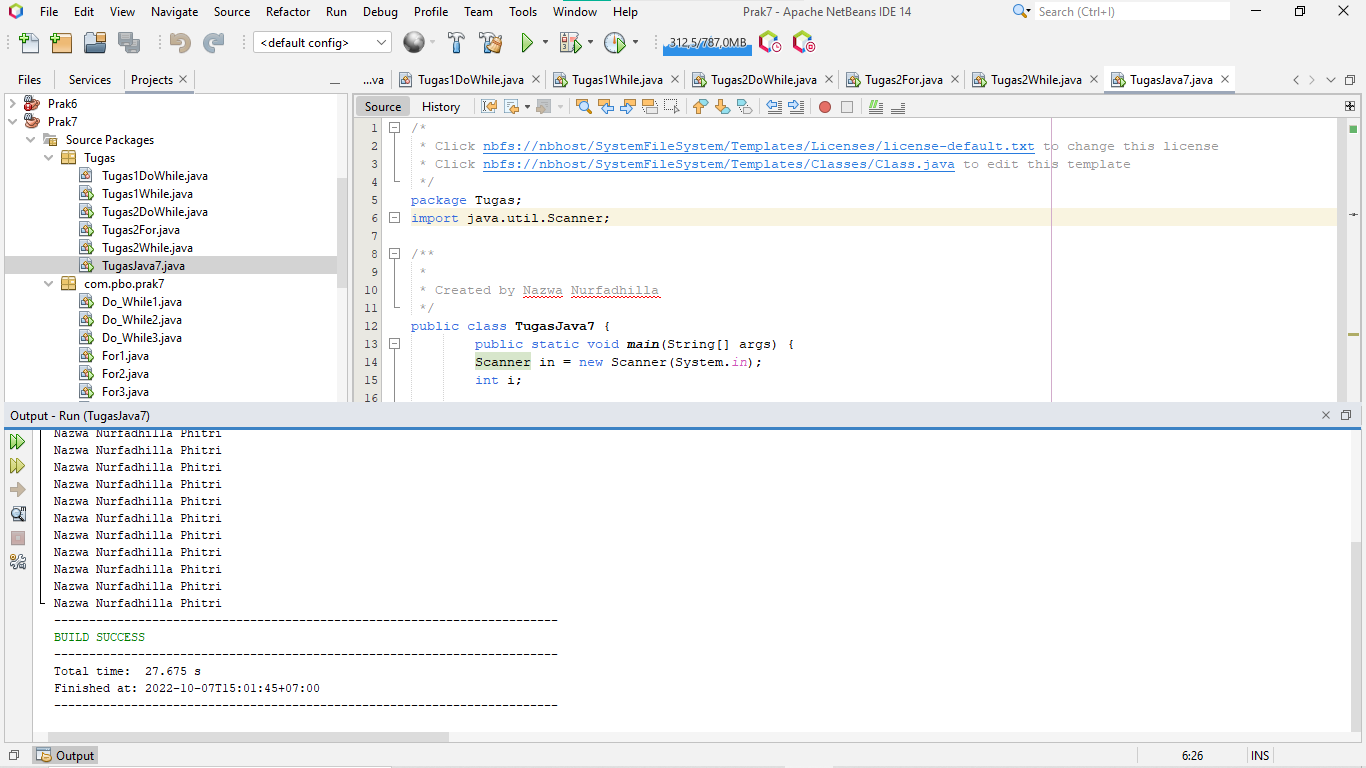 File Edit View Navigate Source Refactor Run Debug Profile Team Tools Window Help
Prak7 - Apache NetBeans IDE 14
Search (Ctrl+I)
<default config>
312,5/787,0MB
Files Services Projects
...va Tugas1DoWhile.java Tugas1While.java Tugas2DoWhile.java Tugas2For.java Tugas2While.java TugasJava7.java
Prak6
Prak7
Source Packages
Tugas
Tugas1DoWhile.java
Tugas1While.java
Tugas2DoWhile.java
Tugas2For.java
Tugas2While.java
TugasJava7.java
com.pbo.prak7
Do_While1.java
Do_While2.java
Do_While3.java
For1.java
For2.java
For3.java
Source History
1 /*
2 * Click nbfs://nbhost/SystemFileSystem/Templates/Licenses/license-default.txt to change this license
3 * Click nbfs://nbhost/SystemFileSystem/Templates/Classes/Class.java to edit this template
4 */
5 package Tugas;
6 import java.util.Scanner;
7
8 /**
9 *
10 * Created by Nazwa Nurfadhilla
11 */
12 public class TugasJava7 {
13 public static void main(String[] args) {
14 Scanner in = new Scanner(System.in);
15 int i;
16
Output - Run (TugasJava7)
Nazwa Nurfadhilla Phitri
Nazwa Nurfadhilla Phitri
Nazwa Nurfadhilla Phitri
Nazwa Nurfadhilla Phitri
Nazwa Nurfadhilla Phitri
Nazwa Nurfadhilla Phitri
Nazwa Nurfadhilla Phitri
Nazwa Nurfadhilla Phitri
Nazwa Nurfadhilla Phitri
Nazwa Nurfadhilla Phitri
Nazwa Nurfadhilla Phitri
------------------------------------------------------------------------
BUILD SUCCESS
------------------------------------------------------------------------
Total time: 27.675 s
Finished at: 2022-10-07T15:01:45+07:00
------------------------------------------------------------------------
Output
6:26 INS